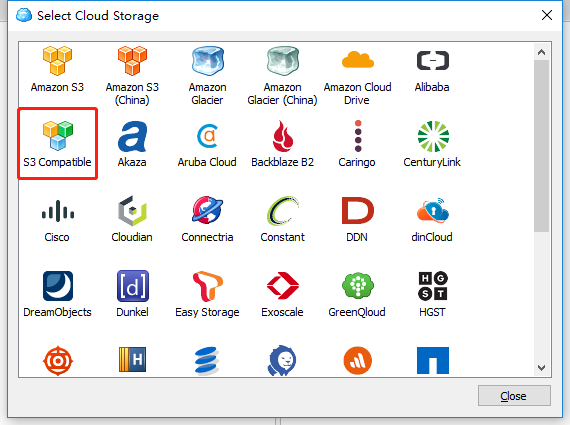 Select Cloud Storage
Amazon S3
Amazon S3
(China)
Amazon
Glacier
Amazon
Glacier (China)
Amazon Cloud
Drive
Alibaba
S3 Compatible
Akaza
Aruba Cloud
Backblaze B2
Caringo
CenturyLink
Cisco
Cloudian
Connectria
Constant
DDN
dinCloud
DreamObjects
Dunkel
Easy Storage
Exoscale
GreenQloud
HGST
Close